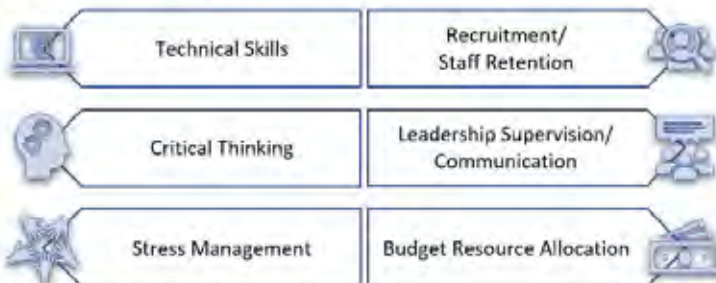 Technical Skills
Recruitment/
Staff Retention
Critical Thinking
Leadership Supervision/
Communication
Stress Management
Budget Resource Allocation